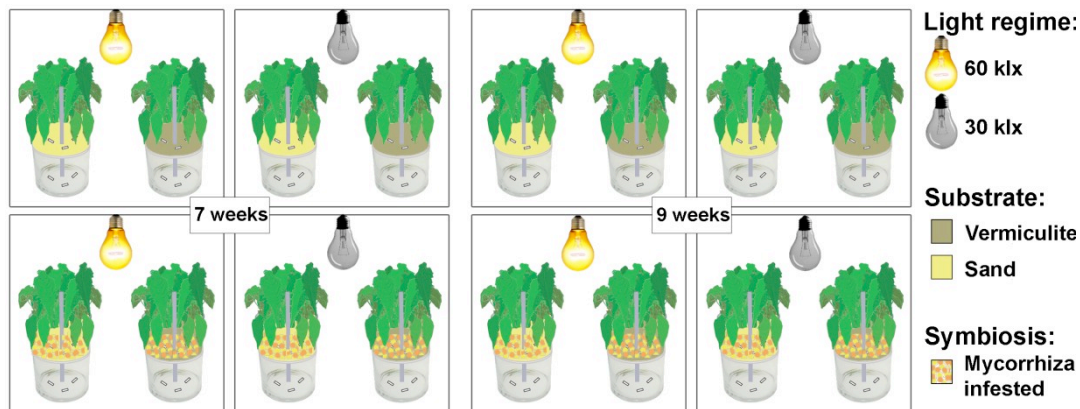 Light regime:
60 klx
30 klx
7 weeks
9 weeks
Substrate:
Vermiculite
Sand
Symbiosis:
Mycorrhiza
infested